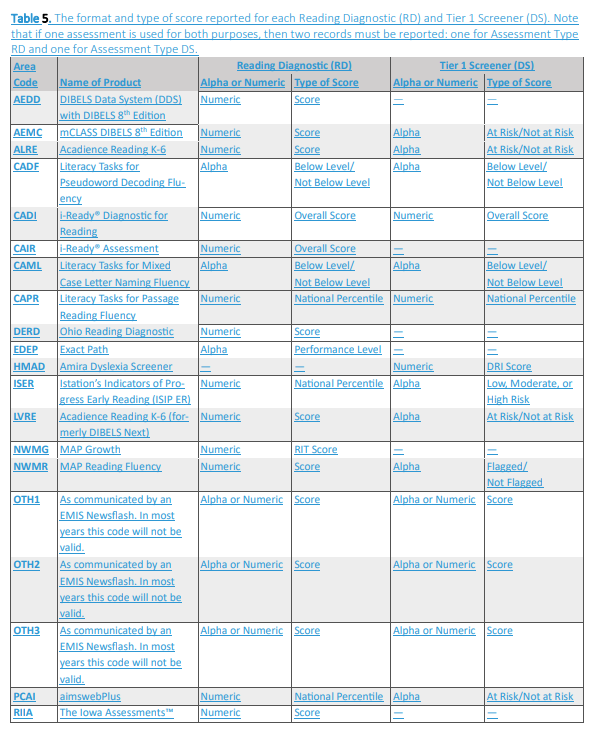 Table 5. The format and type of score reported for each Reading Diagnostic (RD) and Tier 1 Screener (DS). Note
that if one assessment is used for both purposes, then two records must be reported: one for Assessment Type
RD and one for Assessment Type DS.
Area Reading Diagnostic (RD) Tier 1 Screener (DS)
Code Name of Product Alpha or Numeric Type of Score Alpha or Numeric Type of Score
AEDD DIBELS Data System (DDS) Numeric Score — —
with DIBELS 8th Edition
AEMC mCLASS DIBELS 8th Edition Numeric Score Alpha At Risk/Not at Risk
ALRE Acadience Reading K-6 Numeric Score Alpha At Risk/Not at Risk
CADF Literacy Tasks for Alpha Below Level/ Alpha Below Level/
Pseudoword Decoding Flu- Not Below Level Not Below Level
ency
CADI i-Ready® Diagnostic for Numeric Overall Score Numeric Overall Score
Reading
CAIR i-Ready® Assessment Numeric Overall Score — —
CAML Literacy Tasks for Mixed Alpha Below Level/ Alpha Below Level/
Case Letter Naming Fluency Not Below Level Not Below Level
CAPR Literacy Tasks for Passage Numeric National Percentile Numeric National Percentile
Reading Fluency
DERD Ohio Reading Diagnostic Numeric Score — —
EDEP Exact Path Alpha Performance Level — —
HMAD Amira Dyslexia Screener — — Numeric DRI Score
ISER Istation's Indicators of Pro- Numeric National Percentile Alpha Low, Moderate, or
gress Early Reading (ISIP ER) High Risk
LVRE Acadience Reading K-6 (for- Numeric Score Alpha At Risk/Not at Risk
merly DIBELS Next)
NWMG MAP Growth Numeric RIT Score — —
NWMR MAP Reading Fluency Numeric Score Alpha Flagged/
Not Flagged
OTH1 As communicated by an Alpha or Numeric Score Alpha or Numeric Score
EMIS Newsflash. In most
years this code will not be
valid.
OTH2 As communicated by an Alpha or Numeric Score Alpha or Numeric Score
EMIS Newsflash. In most
years this code will not be
valid.
OTH3 As communicated by an Alpha or Numeric Score Alpha or Numeric Score
EMIS Newsflash. In most
years this code will not be
valid.
PCAI aimswebPlus Numeric National Percentile Alpha At Risk/Not at Risk
RIIA The Iowa Assessments™ Numeric Score — —